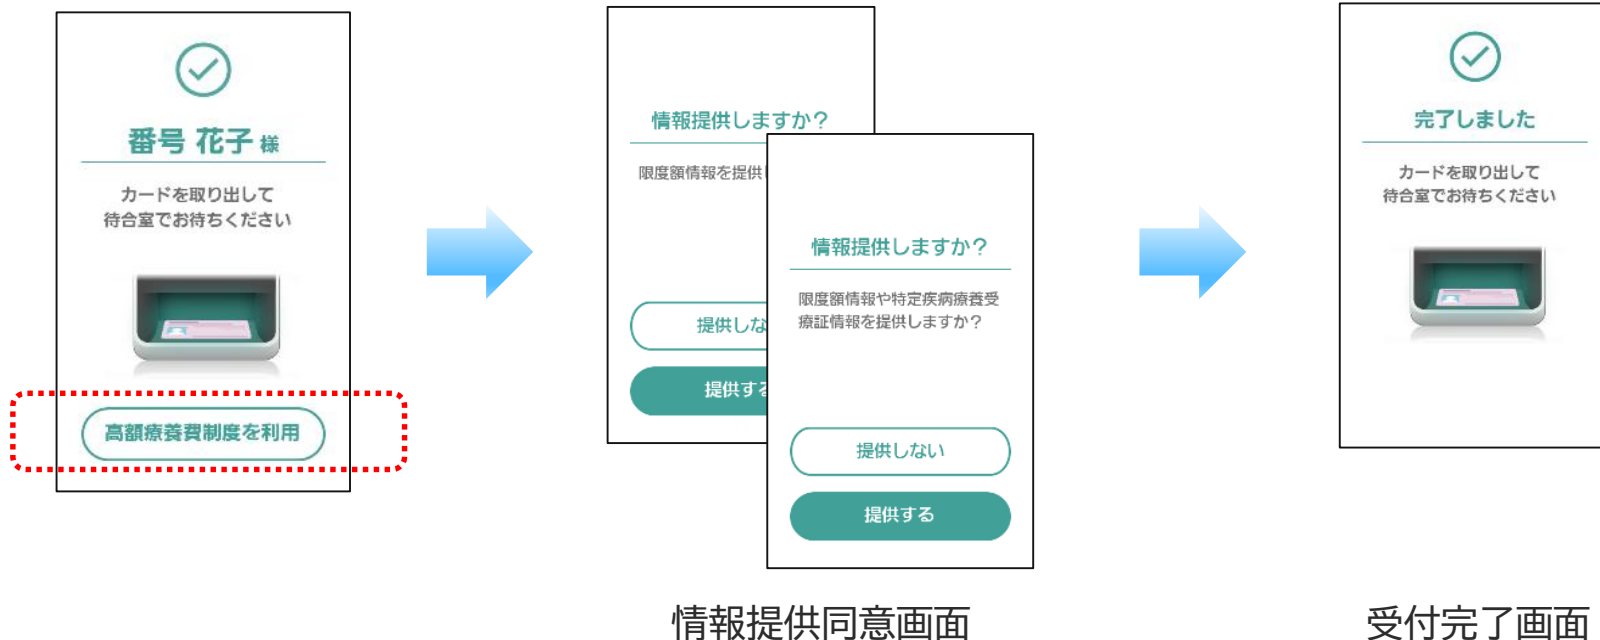 番号 花子 様
カードを取り出して
待合室でお待ちください
高額療養費制度を利用
情報提供しますか？
限度額情報を提供
提供しな
提供する
情報提供しますか？
限度額情報や特定疾病療養受
療証情報を提供しますか？
提供しない
提供する
情報提供同意画面
完了しました
カードを取り出して
待合室でお待ちください
受付完了画面